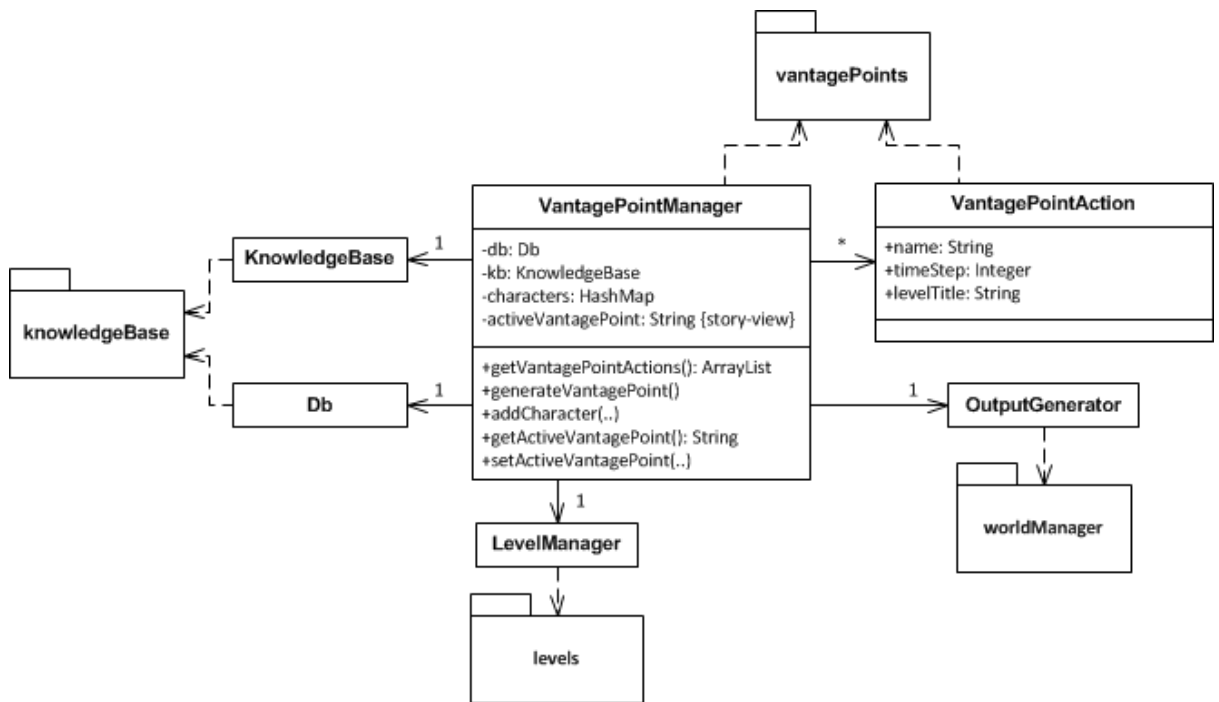 vantagePoints
VantagePointManager
-db: Db
-kb: KnowledgeBase
-characters: HashMap
-activeVantagePoint: String {story-view}
+getVantagePointActions(): ArrayList
+generateVantagePoint()
+addCharacter(..)
+getActiveVantagePoint(): String
+setActiveVantagePoint(..)
VantagePointAction
+name: String
+timeStep: Integer
+levelTitle: String
*
KnowledgeBase
1
knowledgeBase
Db
1
1
OutputGenerator
worldManager
1
LevelManager
levels